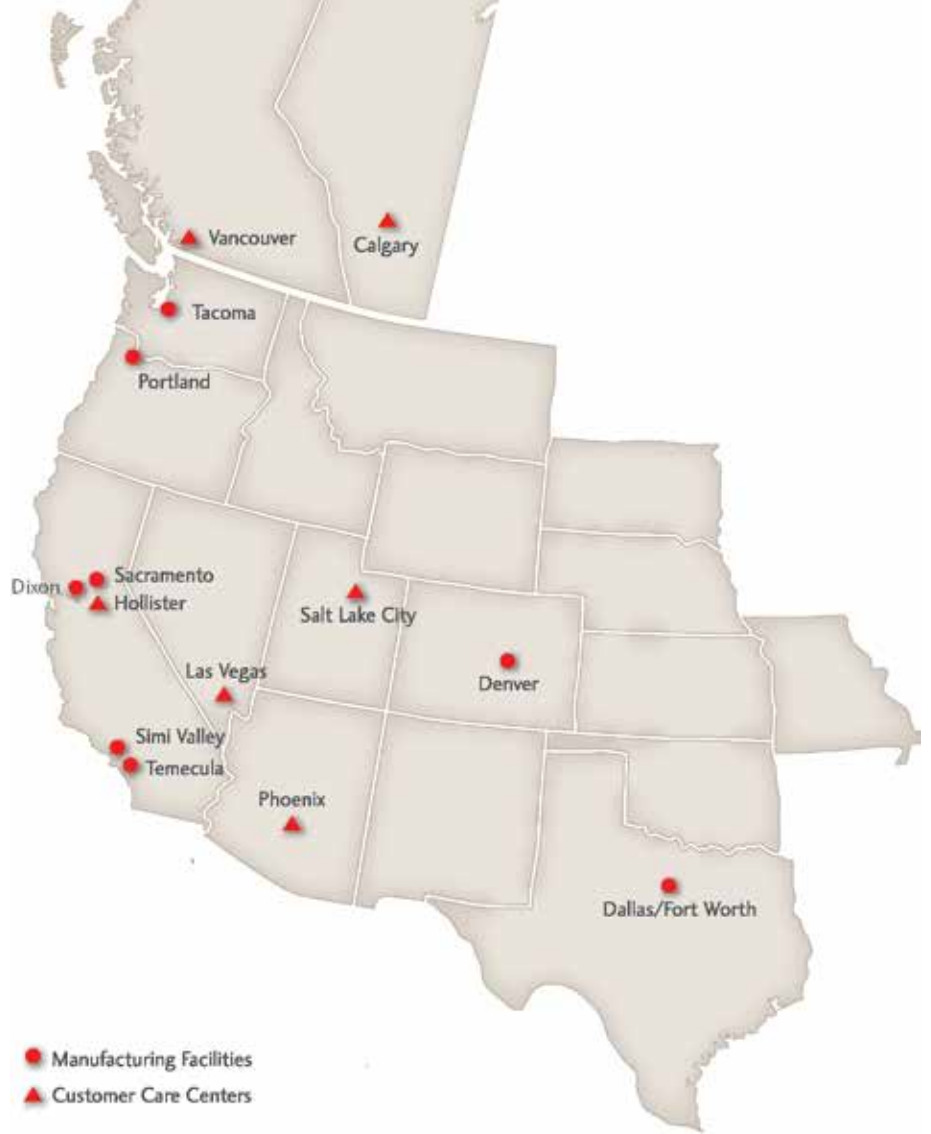 Vancouver
Calgary
Tacoma
Portland
Sacramento
Dixon
Hollister
Salt Lake City
Las Vegas
Denver
Simi Valley
Temecula
Phoenix
Dallas/Fort Worth
Manufacturing Facilities
Customer Care Centers